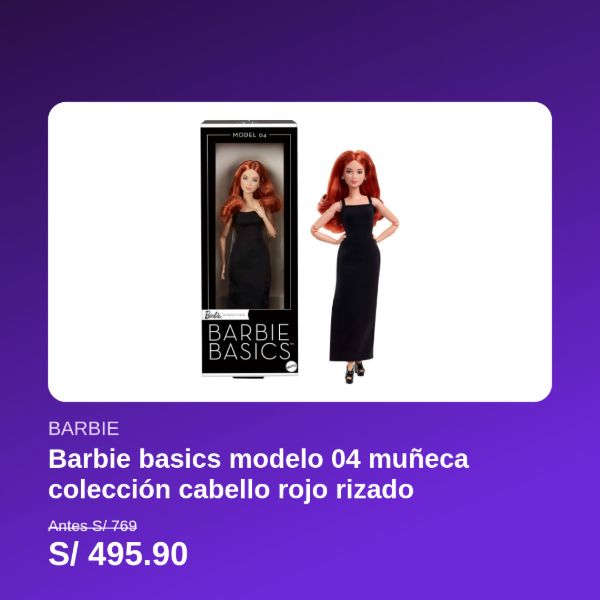 MODEL 04
Barbie
BARBIE
BASICS
BARBIE
Barbie basics modelo 04 muñeca
colección cabello rojo rizado
Antes S/ 769
S/ 495.90